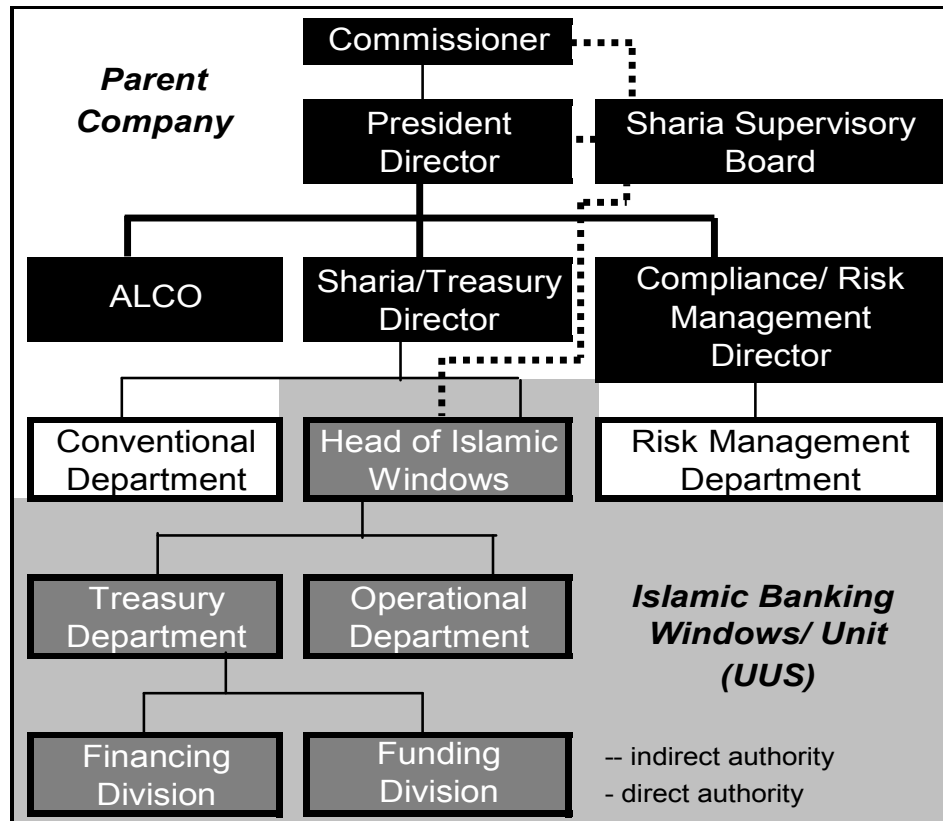 Commissioner
Parent
Company
President
Director
Sharia Supervisory
Board
ALCO
Sharia/Treasury
Director
Compliance/ Risk
Management
Director
Conventional
Department
Head of Islamic
Windows
Risk Management
Department
Treasury
Department
Operational
Department
Islamic Banking
Windows/ Unit
(UUS)
Financing
Division
Funding
Division
-- indirect authority
- direct authority